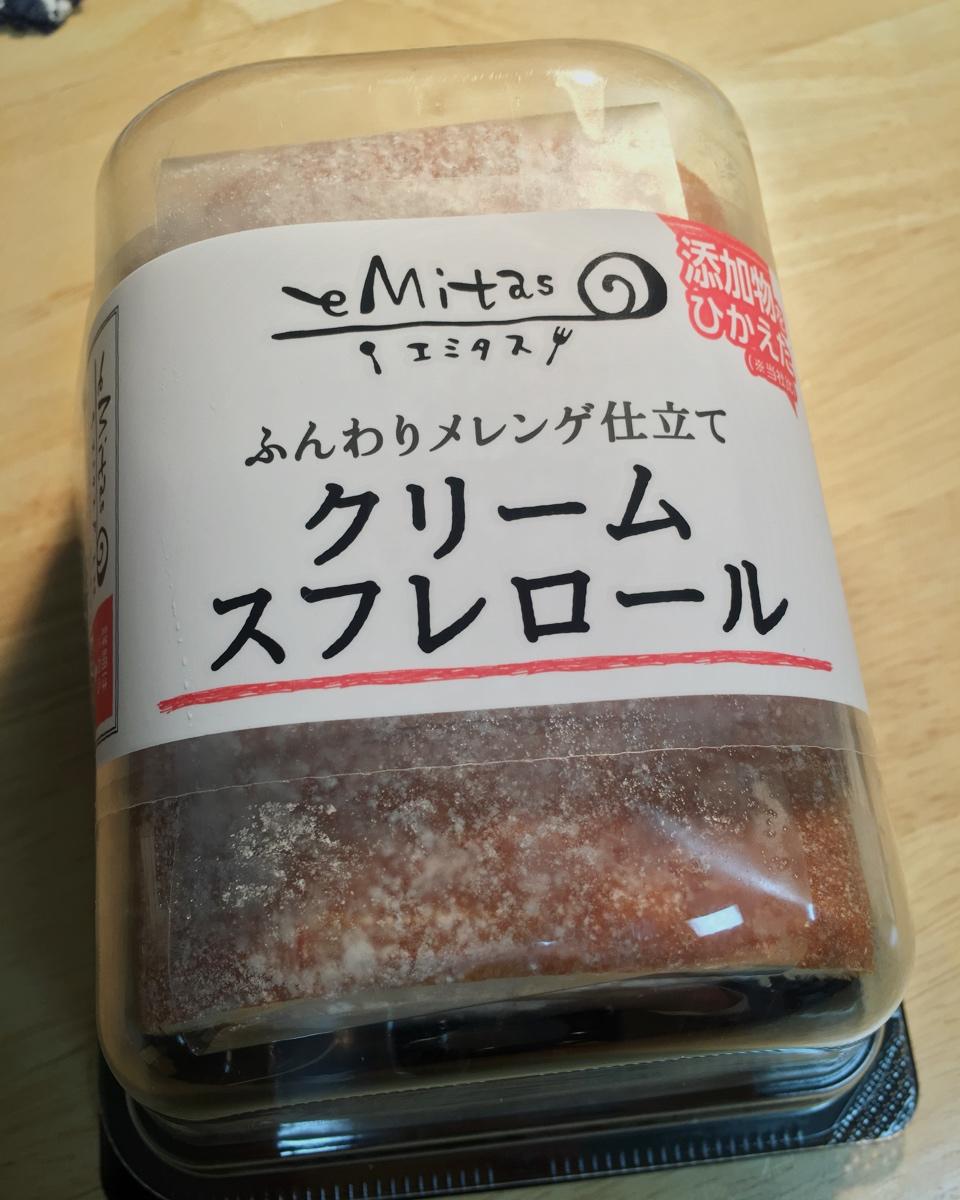 eMitas
エミタス
添加物
ひかえた
ふんわりメレンゲ仕立て
クリーム
スフレロール
eMitas